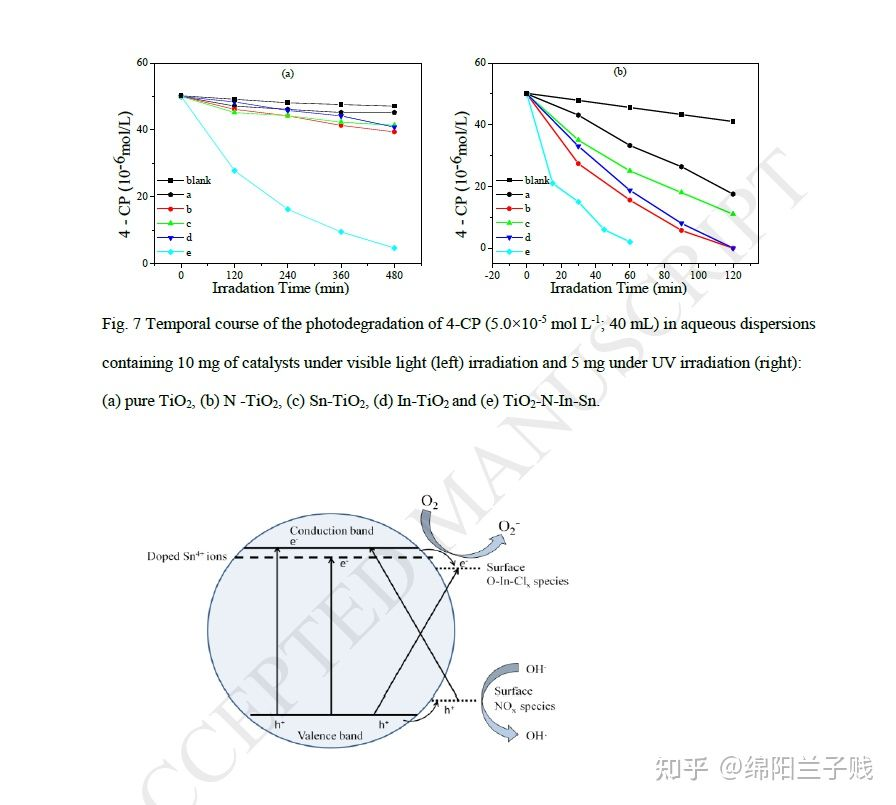 (a)
60
40
20
0
4 - CP (10⁻⁶mol/L)
blank
a
b
c
d
e
0 120 240 360 480
Irradation Time (min)
(b)
60
40
20
0
4 - CP (10⁻⁶mol/L)
blank
a
b
c
d
e
-20 0 20 40 60 80 100 120
Irradation Time (min)
Fig. 7 Temporal course of the photodegradation of 4-CP (5.0×10⁻⁵ mol L⁻¹; 40 mL) in aqueous dispersions
containing 10 mg of catalysts under visible light (left) irradiation and 5 mg under UV irradiation (right):
(a) pure TiO₂, (b) N -TiO₂, (c) Sn-TiO₂, (d) In-TiO₂ and (e) TiO₂-N-In-Sn.
O₂
O₂⁻
Conduction band
e⁻
Doped Sn⁴⁺ ions
e⁻
e⁻
Surface
O-In-Clₓ species
OH⁻
Surface
NOₓ species
h⁺
OH·
h⁺
h⁺
Valence band
CCEPTED MANUSCRIPT
知乎 @绵阳兰子贱